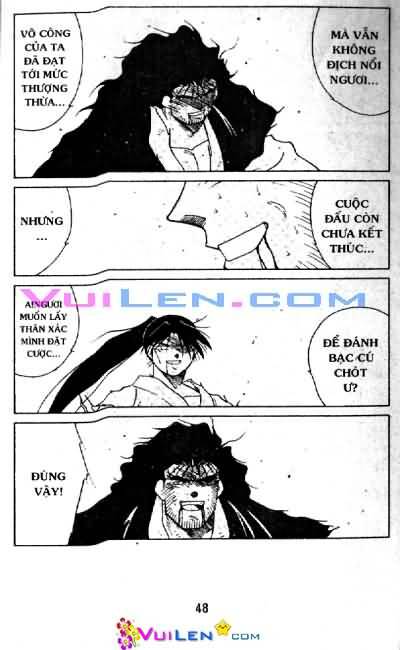 VÕ CÔNG
CỦA TA
ĐÃ ĐẠT
TỚI MỨC
THƯỢNG
THỪA...
MÀ VẪN
KHÔNG
ĐỊCH NỔI
NGƯƠI...
NHƯNG
...
CUỘC
ĐẤU CÒN
CHƯA KẾT
THÚC...
VUILEN.COM
A!NGƯƠI
MUỐN LẤY
THÂN XÁC
MÌNH ĐẶT
CƯỢC...
ĐỂ ĐÁNH
BẠC CÚ
CHÓT
Ư?
ĐÚNG
VẬY!
48
VUILEN.COM